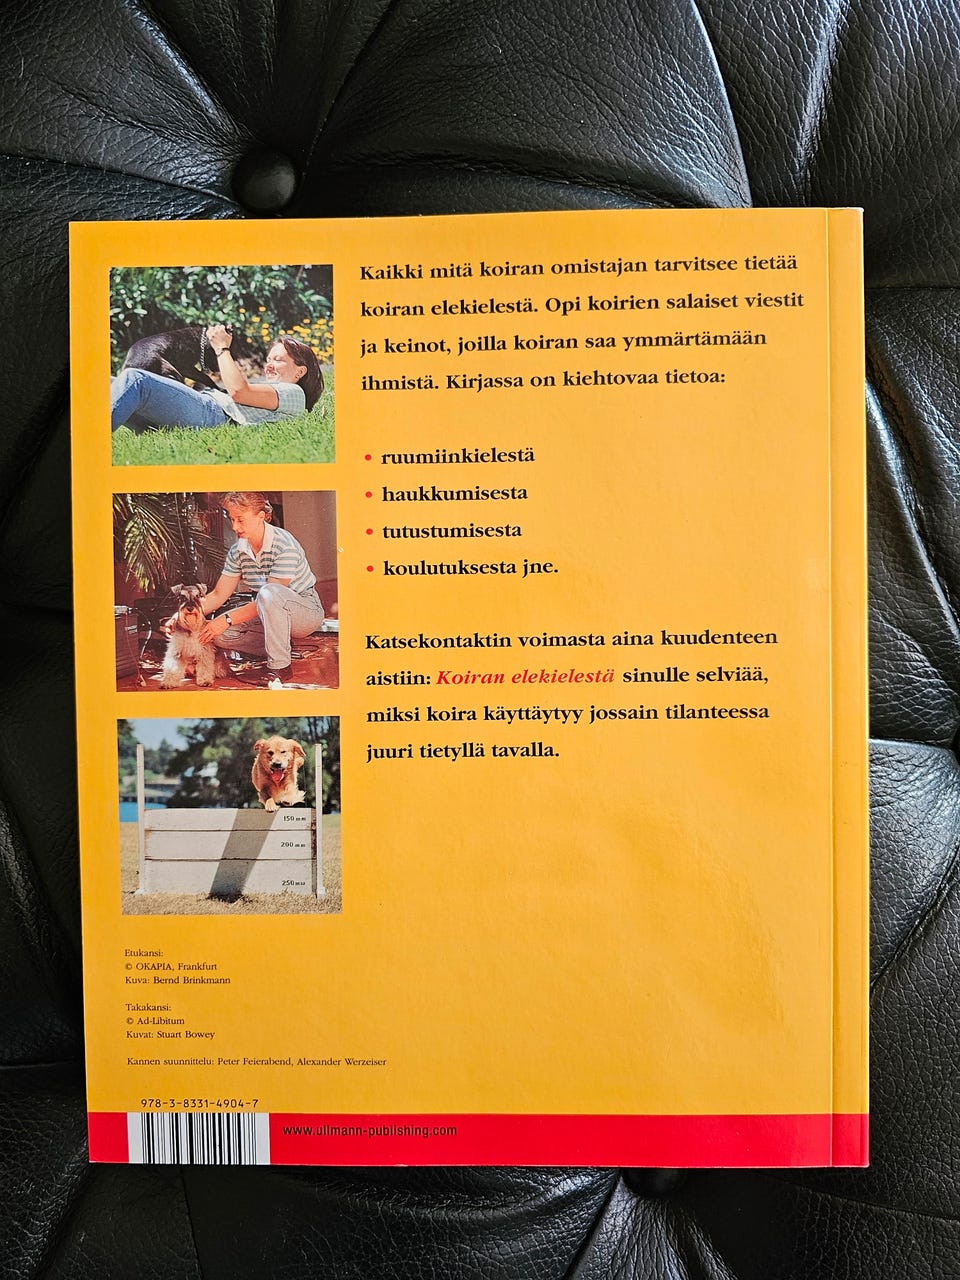 Kaikki mitä koiran omistajan tarvitsee tietää
koiran elekielestä. Opi koirien salaiset viestit
ja keinot, joilla koiran saa ymmärtämään
ihmistä. Kirjassa on kiehtovaa tietoa:
• ruumiinkielestä
• haukkumisesta
• tutustumisesta
• koulutuksesta jne.
Katsekontaktin voimasta aina kuudenteen
aistiin: Koiran elekielestä sinulle selviää,
miksi koira käyttäytyy jossain tilanteessa
juuri tietyllä tavalla.
150 mm
200 mm
250 mm
Etukansi:
© OKAPIA, Frankfurt
Kuva: Bernd Brinkmann
Takakansi:
© Ad-Libitum
Kuvat: Stuart Bowey
Kannen suunnittelu: Peter Feierabend, Alexander Werzeiser
978-3-8331-4904-7
www.ullmann-publishing.com